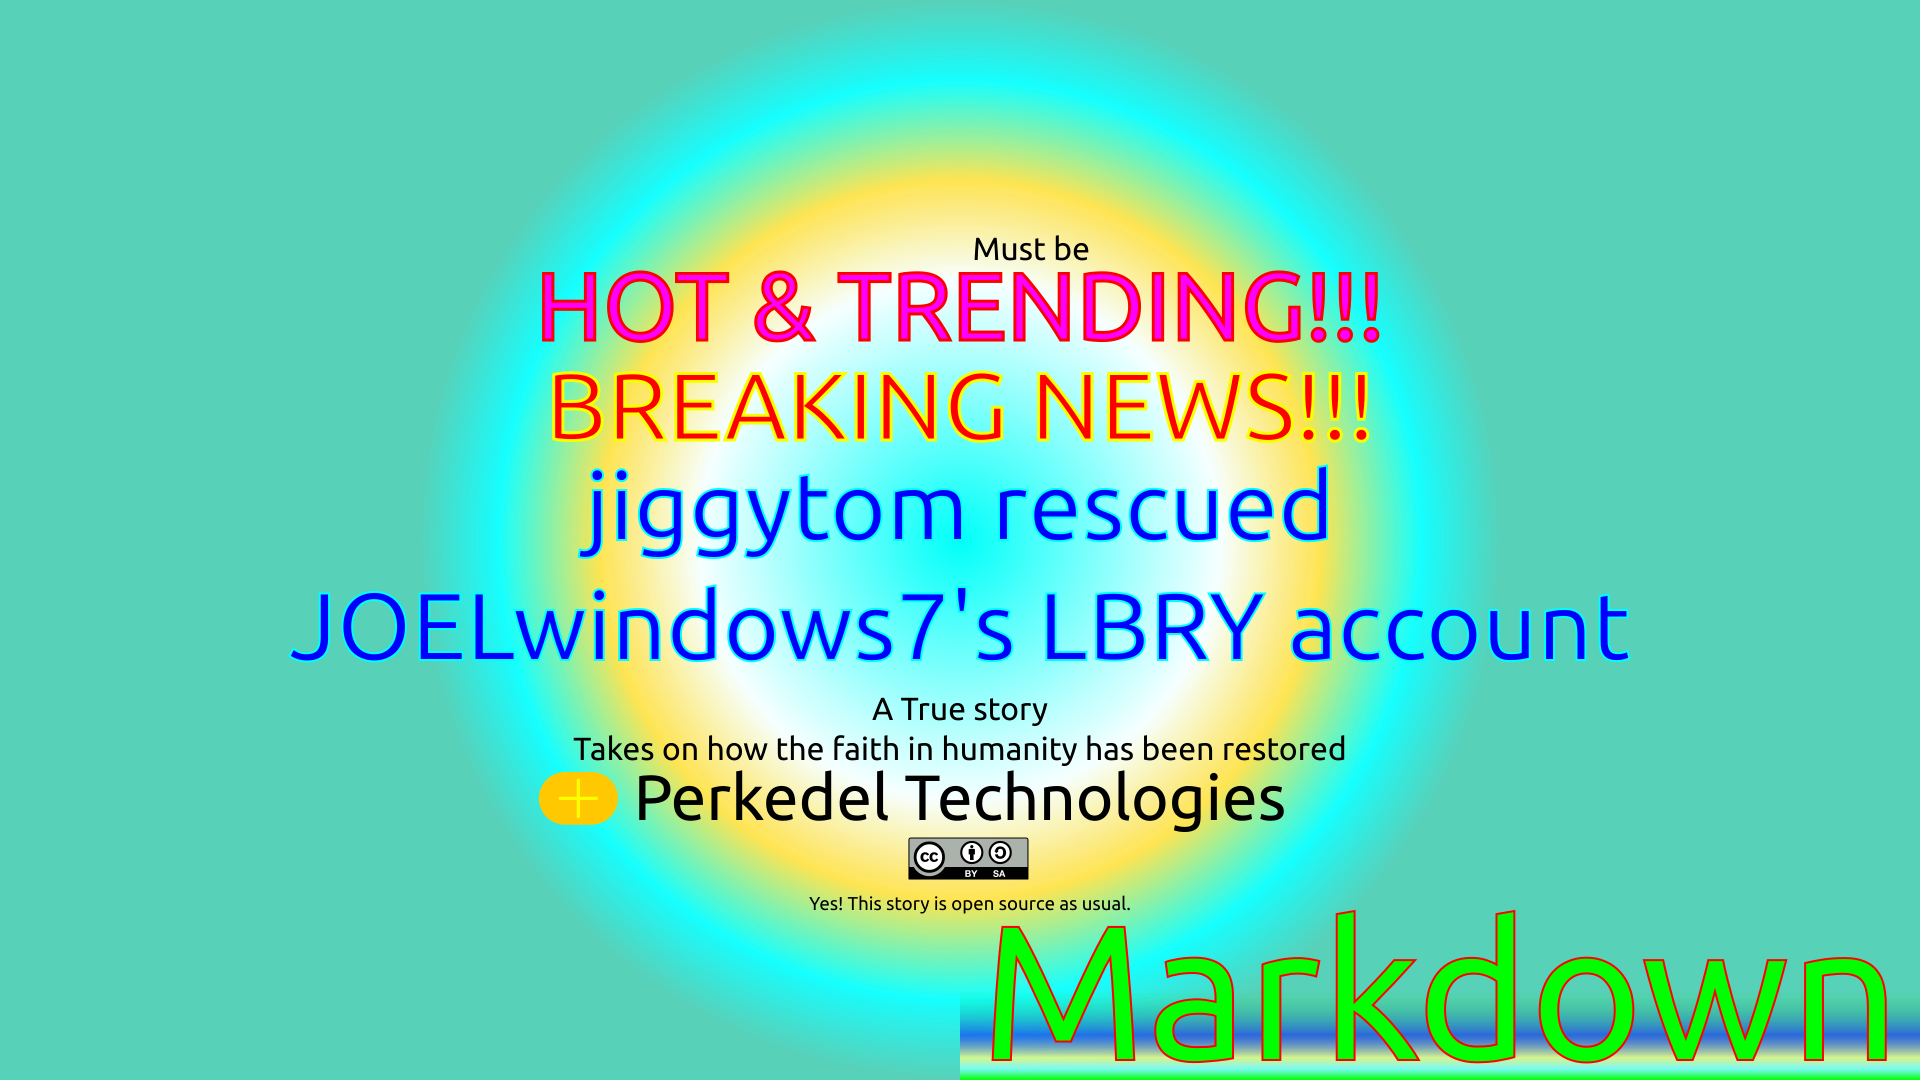 Must be
HOT & TRENDING!!!
BREAKING NEWS!!!
jiggytom rescued
JOELwindows7's LBRY account
A True story
Takes on how the faith in humanity has been restored
Perkedel Technologies
cc BY SA
Yes! This story is open source as usual.
Markdown